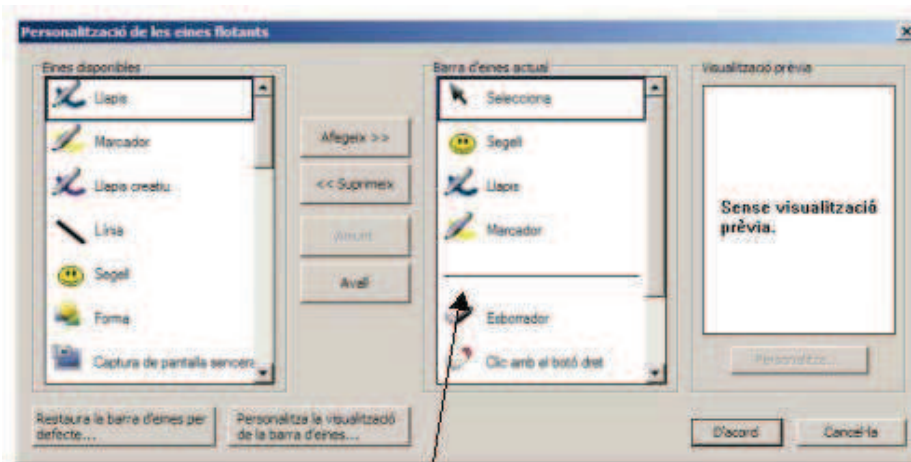 Personalització de les eines flotants
Eines disponibles
Llapis
Marcador
Llapis creatiu
Línia
Segell
Forma
Captura de pantalla sencera
Afegeix >>
<< Suprimeix
Amunt
Avall
Barra d'eines actual
Selecciona
Segell
Llapis
Marcador
Esborrador
Clic amb el botó dret
Visualització prèvia
Sense visualització
prèvia.
Personalitza...
Restaura la barra d'eines per
defecte...
Personalitza la visualització
de la barra d'eines...
D'acord
Cancel·la